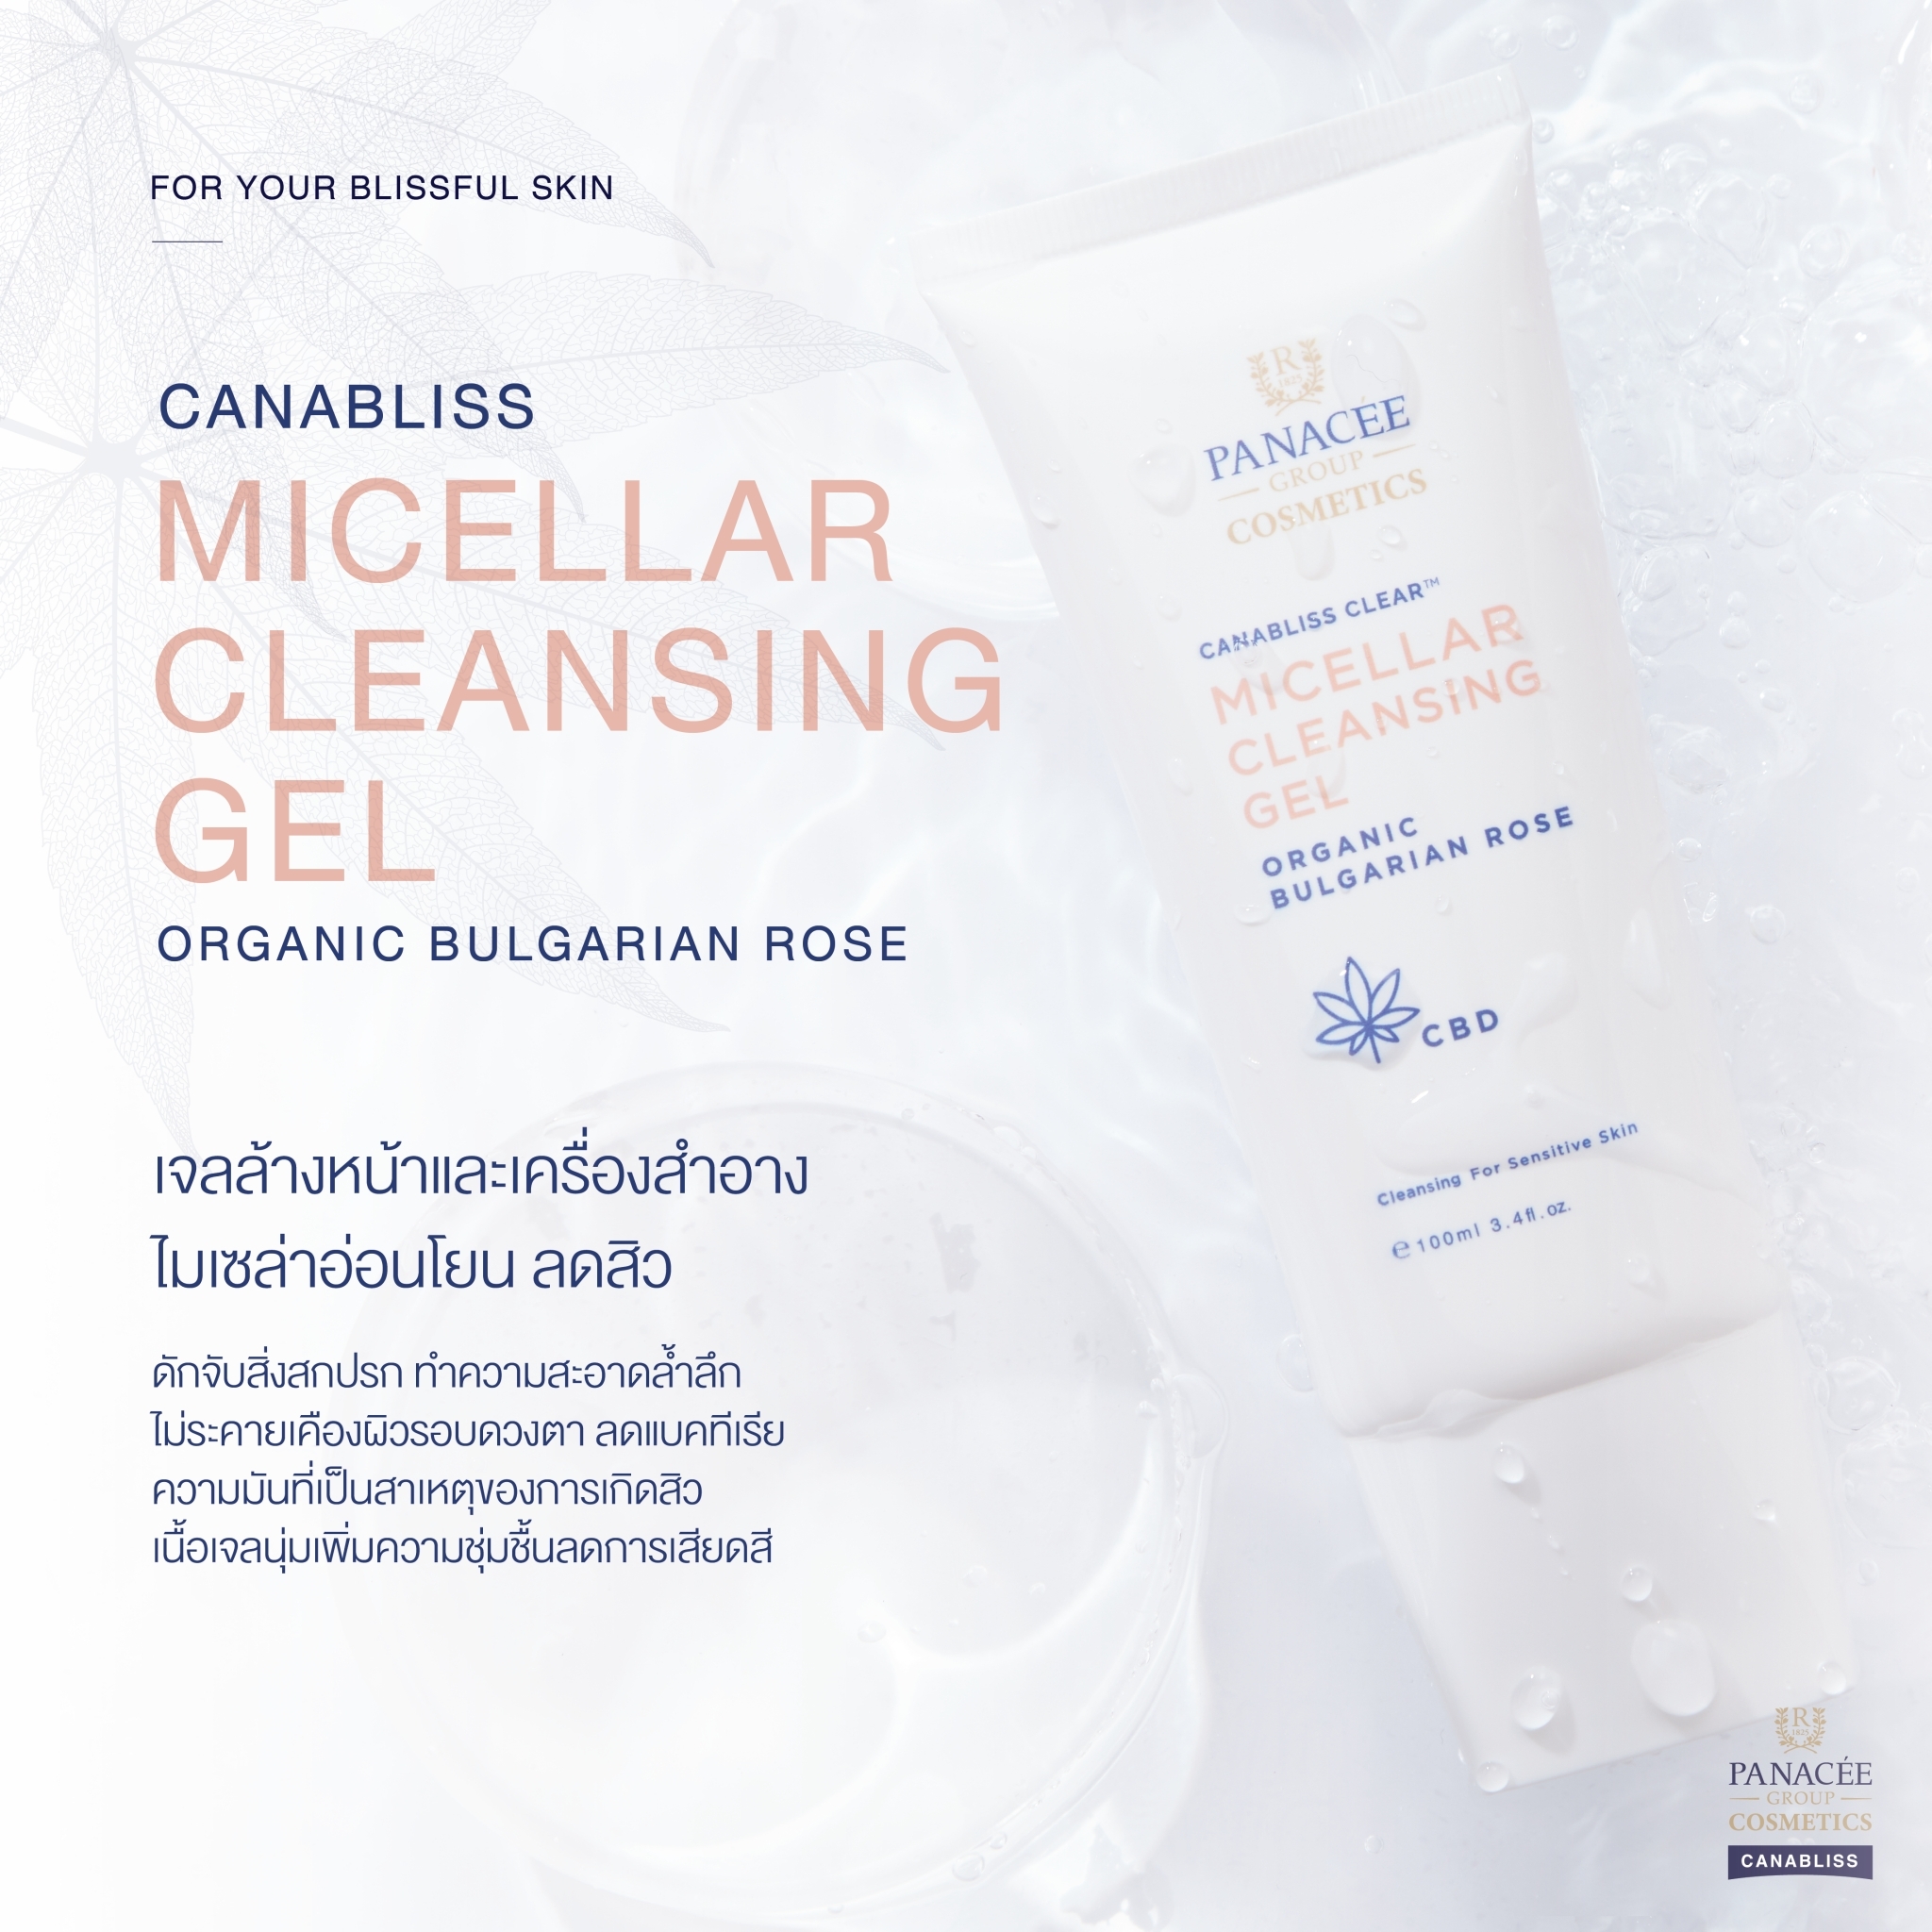 FOR YOUR BLISSFUL SKIN
CANABLISS
MICELLAR
CLEANSING
GEL
ORGANIC BULGARIAN ROSE
เจลล้างหน้าและเครื่องสำอาง
ไมเซล่าอ่อนโยน ลดสิว
ดักจับสิ่งสกปรก ทำความสะอาดล้ำลึก
ไม่ระคายเคืองผิวรอบดวงตา ลดแบคทีเรีย
ความมันที่เป็นสาเหตุของการเกิดสิว
เนื้อเจลนุ่มเพิ่มความชุ่มชื้นลดการเสียดสี
R
1825
PANACÉE
GROUP
COSMETICS
CANABLISS CLEAR™
MICELLAR
CLEANSING
GEL
ORGANIC
BULGARIAN ROSE
CBD
Cleansing For Sensitive Skin
℮ 100ml 3.4fl.oz.
R
1825
PANACÉE
GROUP
COSMETICS
CANABLISS